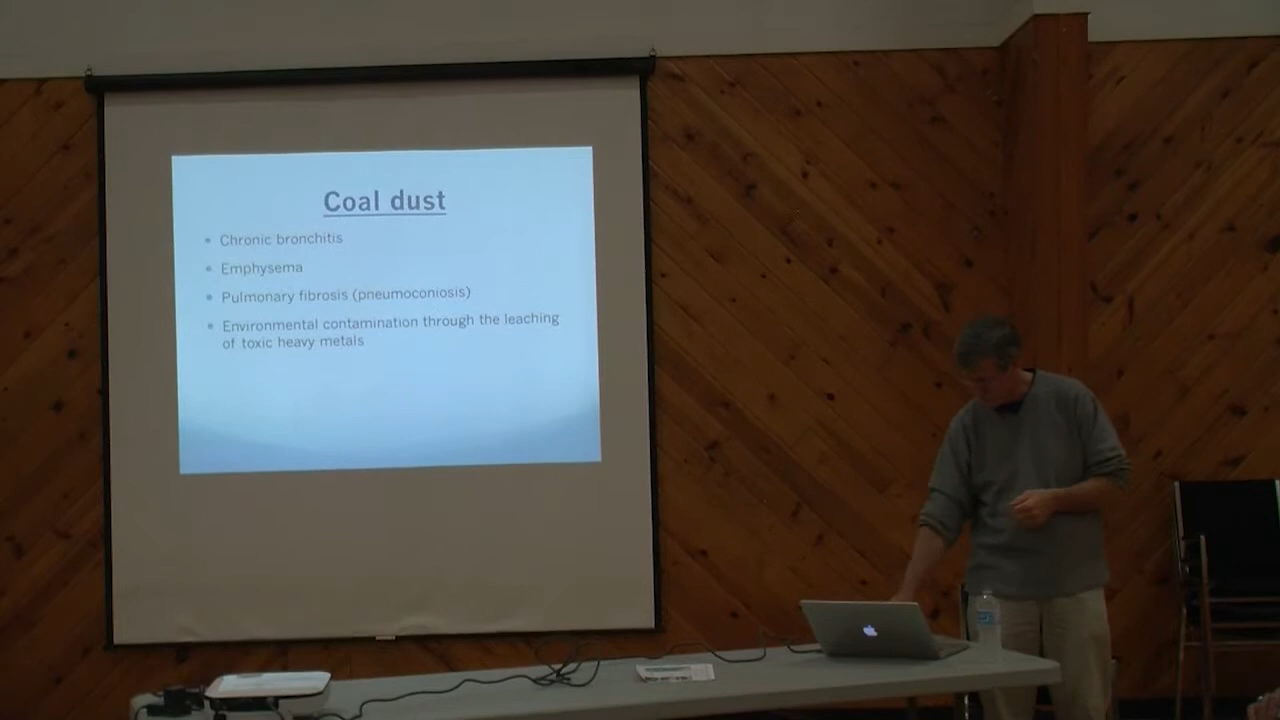 Coal dust
Chronic bronchitis
Emphysema
Pulmonary fibrosis (pneumoconiosis)
Environmental contamination through the leaching
of toxic heavy metals